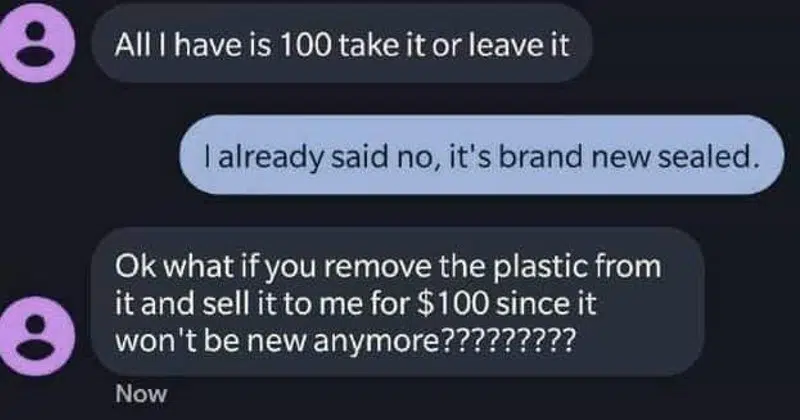 All I have is 100 take it or leave it
I already said no, it's brand new sealed.
Ok what if you remove the plastic from
it and sell it to me for $100 since it
won't be new anymore?????????
Now